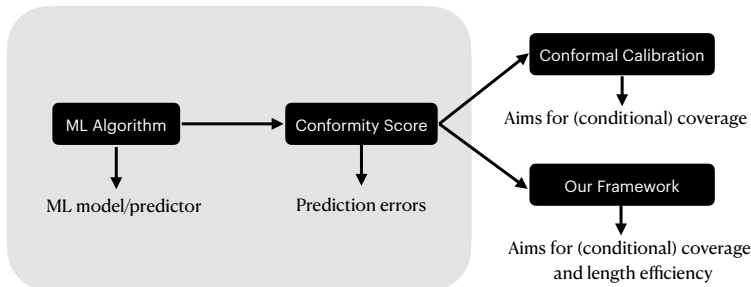 ML Algorithm
ML model/predictor
Conformity Score
Prediction errors
Conformal Calibration
Aims for (conditional) coverage
Our Framework
Aims for (conditional) coverage
and length efficiency